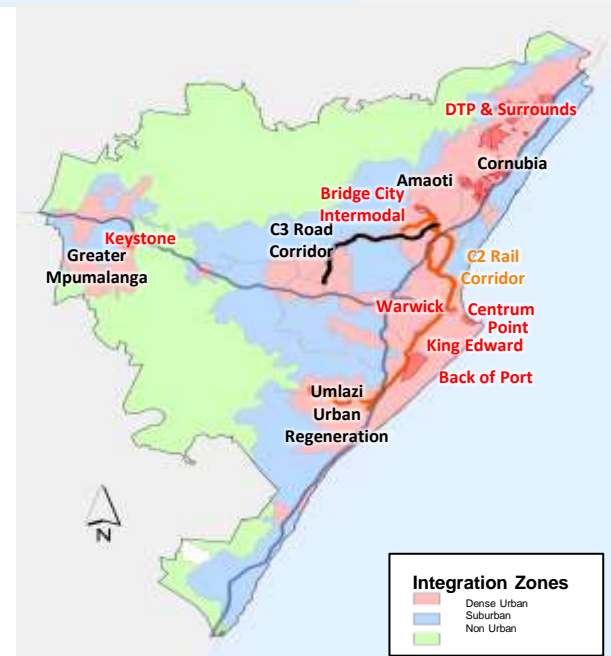 DTP & Surrounds
Cornubia
Amaoti
Bridge City
Intermodal
C3 Road
Corridor
Keystone
Greater
Mpumalanga
C2 Rail
Corridor
Warwick
Centrum
Point
King Edward
Back of Port
Umlazi
Urban
Regeneration
N
Integration Zones
Dense Urban
Suburban
Non Urban